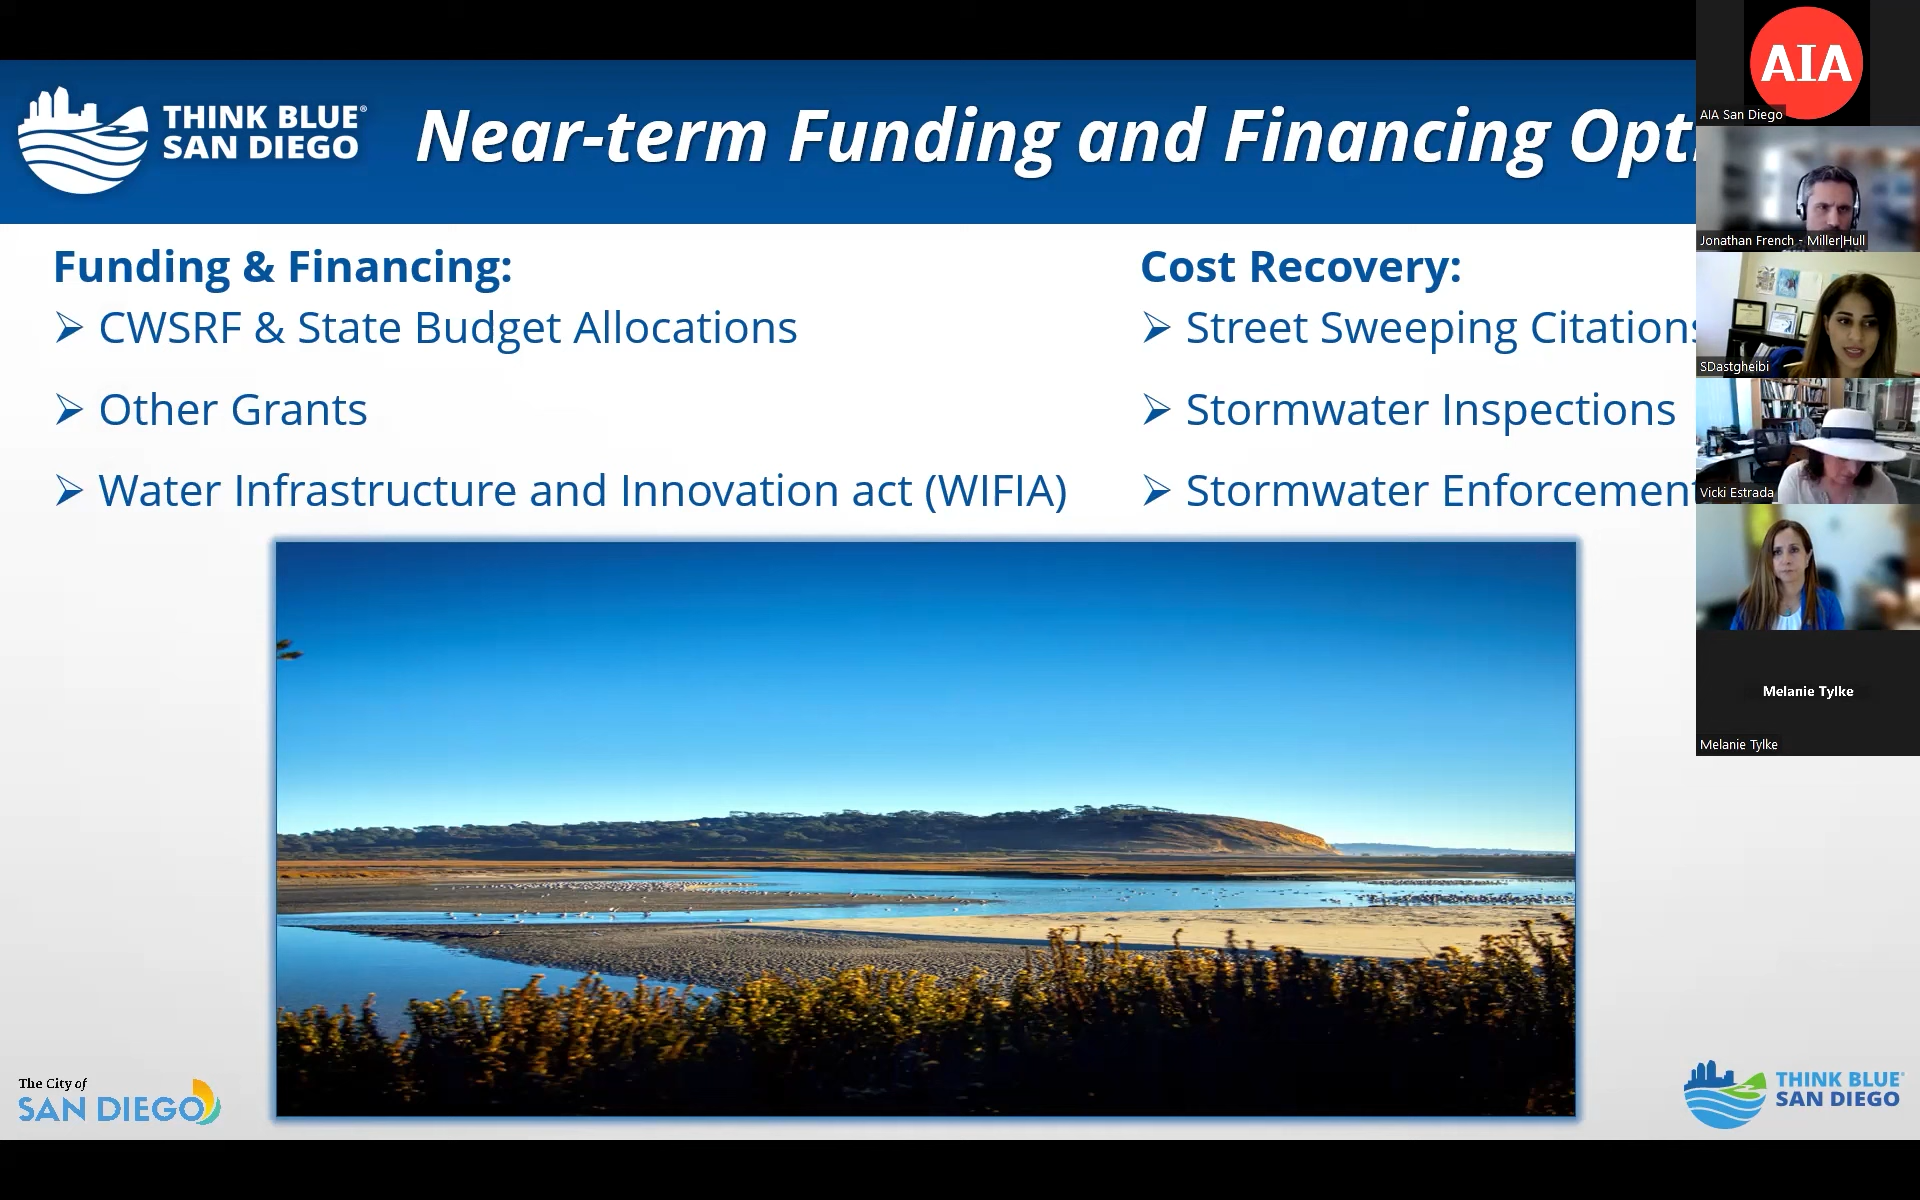 THINK BLUE®
SAN DIEGO
Near-term Funding and Financing Opt
Funding & Financing:
➢ CWSRF & State Budget Allocations
➢ Other Grants
➢ Water Infrastructure and Innovation act (WIFIA)
Cost Recovery:
➢ Street Sweeping Citations
➢ Stormwater Inspections
➢ Stormwater Enforcement
AIA
AIA San Diego
Jonathan French - Miller|Hull
SDastgheibi
Vicki Estrada
Melanie Tylke
Melanie Tylke
The City of
SAN DIEGO
THINK BLUE®
SAN DIEGO